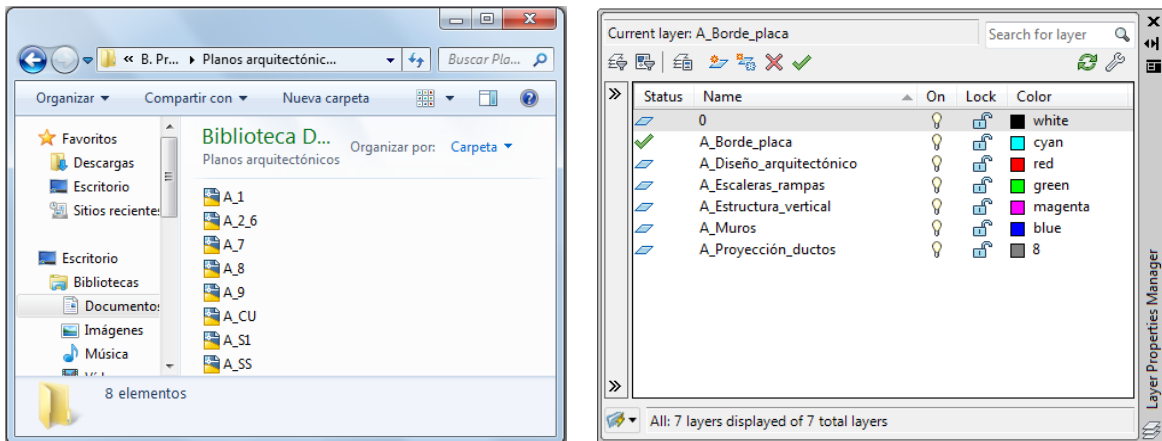 « B. Pr... ▸ Planos arquitectónic...
Buscar Pla...
Organizar
Compartir con
Nueva carpeta
Favoritos
Descargas
Escritorio
Sitios reciente
Escritorio
Bibliotecas
Documento
Imágenes
Música
Biblioteca D...
Planos arquitectónicos
Organizar por: Carpeta
A_1
A_2_6
A_7
A_8
A_9
A_CU
A_S1
A_SS
8 elementos
Current layer: A_Borde_placa
Search for layer
Status Name On Lock Color
0 white
A_Borde_placa cyan
A_Diseño_arquitectónico red
A_Escaleras_rampas green
A_Estructura_vertical magenta
A_Muros blue
A_Proyección_ductos 8
All: 7 layers displayed of 7 total layers
Layer Properties Manager